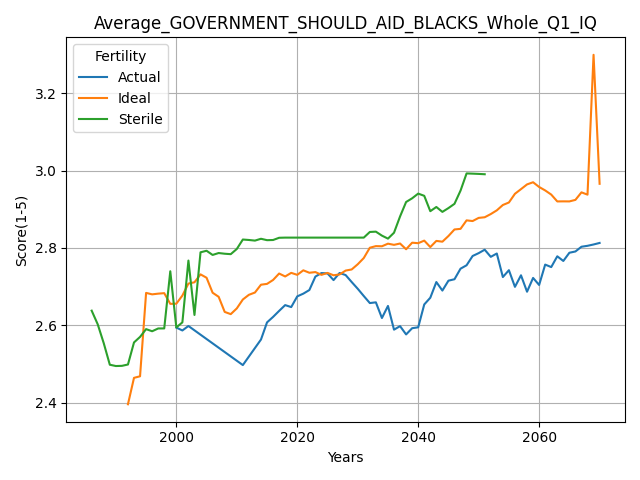 Average_GOVERNMENT_SHOULD_AID_BLACKS_Whole_Q1_IQ
Fertility
Actual
Ideal
Sterile
Score(1-5)
3.2
3.0
2.8
2.6
2.4
2000
2020
2040
2060
Years